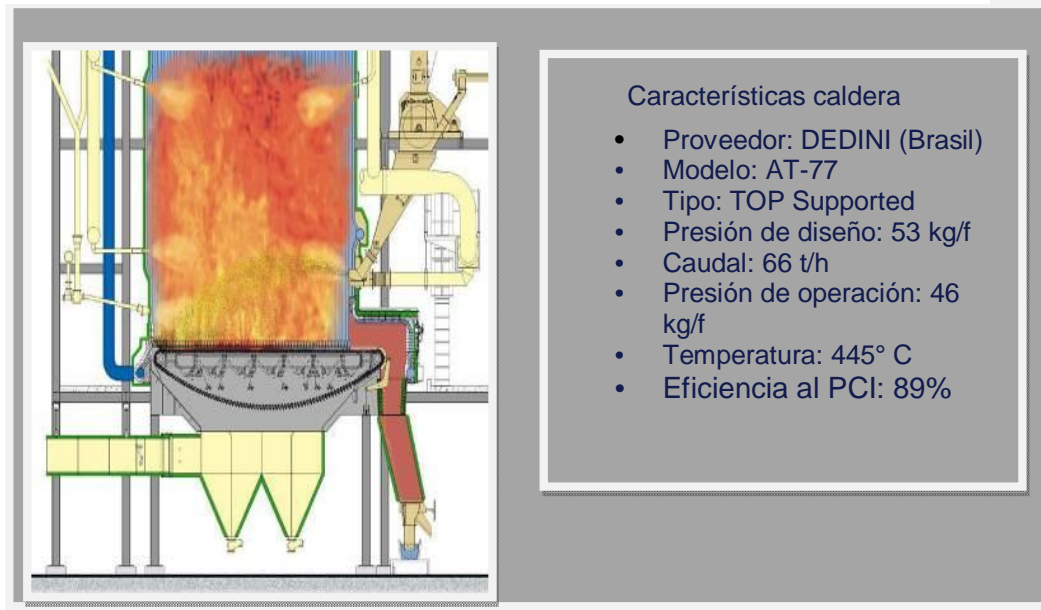 Características caldera
• Proveedor: DEDINI (Brasil)
• Modelo: AT-77
• Tipo: TOP Supported
• Presión de diseño: 53 kg/f
• Caudal: 66 t/h
• Presión de operación: 46
kg/f
• Temperatura: 445° C
• Eficiencia al PCI: 89%